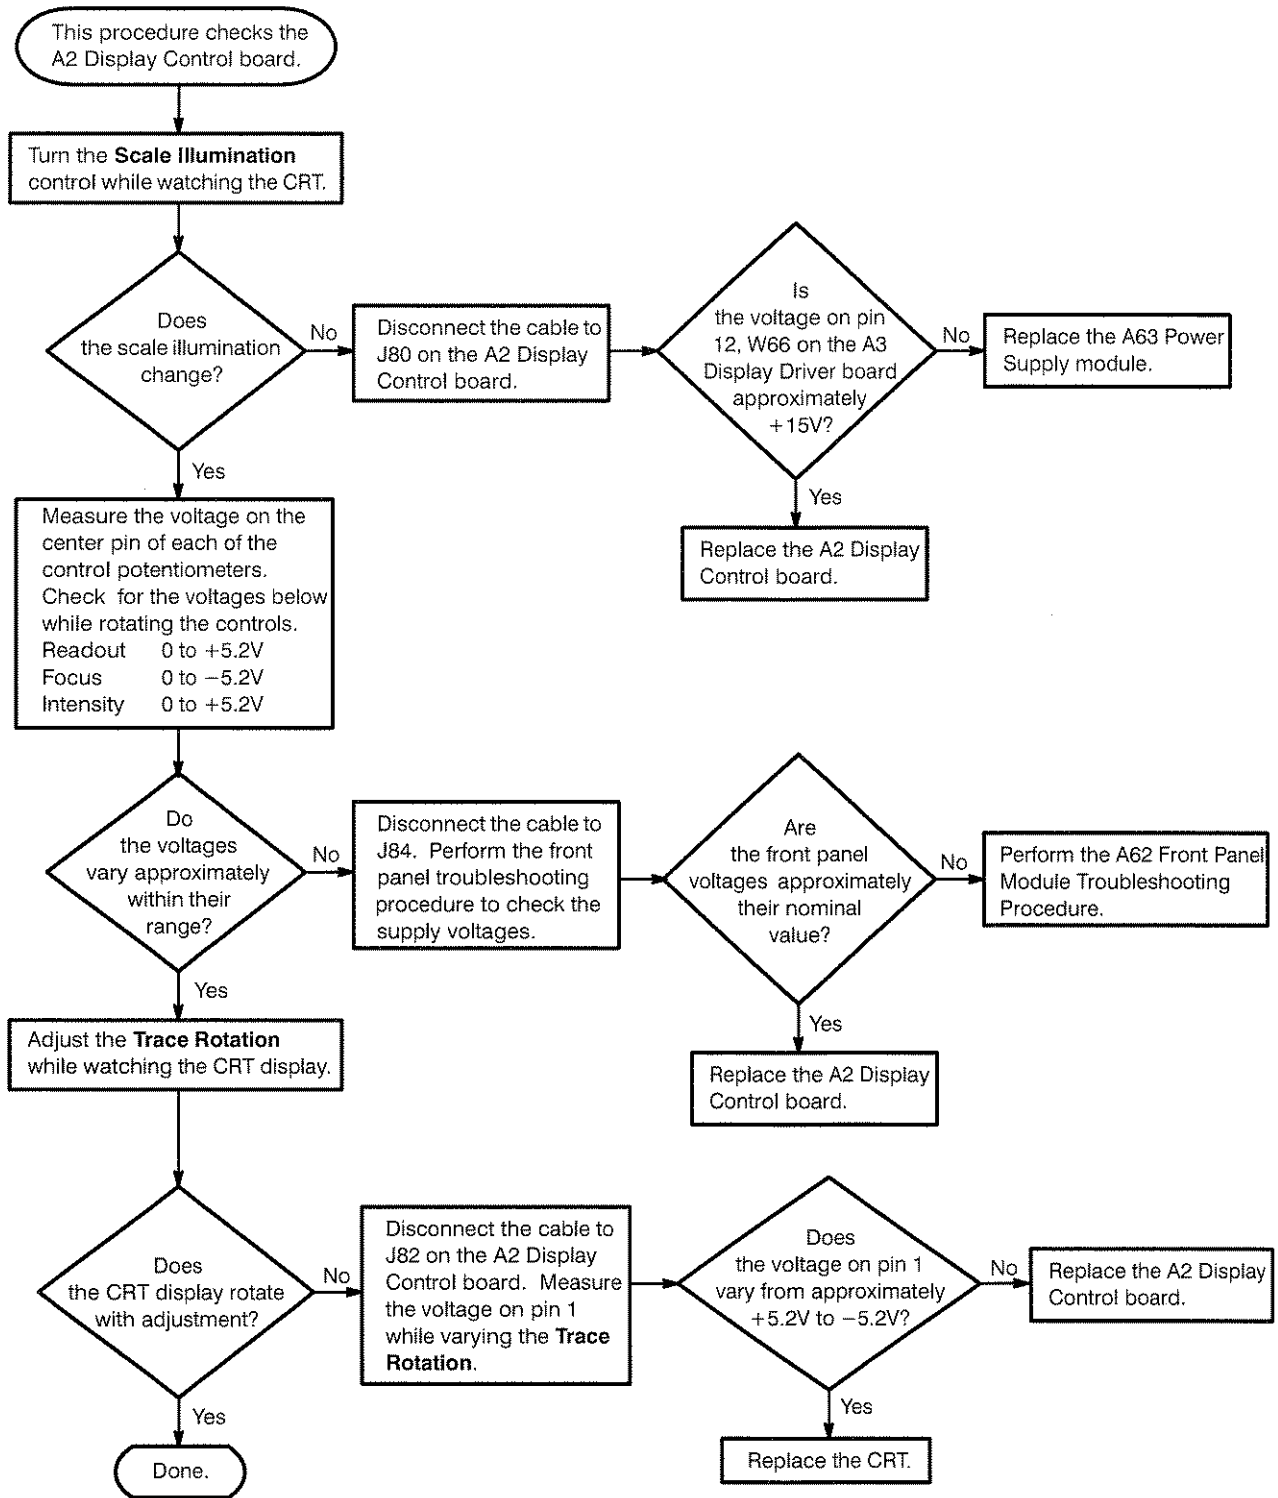 This procedure checks the
A2 Display Control board.
Turn the Scale Illumination
control while watching the CRT.
Does
the scale illumination
change?
No
Disconnect the cable to
J80 on the A2 Display
Control board.
Is
the voltage on pin
12, W66 on the A3
Display Driver board
approximately
+15V?
No
Replace the A63 Power
Supply module.
Yes
Replace the A2 Display
Control board.
Yes
Measure the voltage on the
center pin of each of the
control potentiometers.
Check for the voltages below
while rotating the controls.
Readout 0 to +5.2V
Focus 0 to −5.2V
Intensity 0 to +5.2V
Do
the voltages
vary approximately
within their
range?
No
Disconnect the cable to
J84. Perform the front
panel troubleshooting
procedure to check the
supply voltages.
Are
the front panel
voltages approximately
their nominal
value?
No
Perform the A62 Front Panel
Module Troubleshooting
Procedure.
Yes
Replace the A2 Display
Control board.
Yes
Adjust the Trace Rotation
while watching the CRT display.
Does
the CRT display rotate
with adjustment?
No
Disconnect the cable to
J82 on the A2 Display
Control board. Measure
the voltage on pin 1
while varying the Trace
Rotation.
Does
the voltage on pin 1
vary from approximately
+5.2V to −5.2V?
No
Replace the A2 Display
Control board.
Yes
Replace the CRT.
Yes
Done.